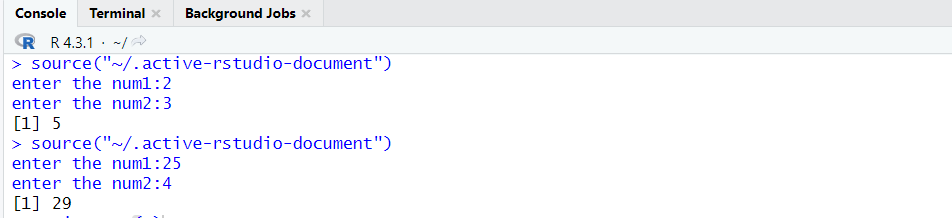 Console Terminal Background Jobs
R R 4.3.1 · ~/
> source("~/.active-rstudio-document")
enter the num1:2
enter the num2:3
[1] 5
> source("~/.active-rstudio-document")
enter the num1:25
enter the num2:4
[1] 29